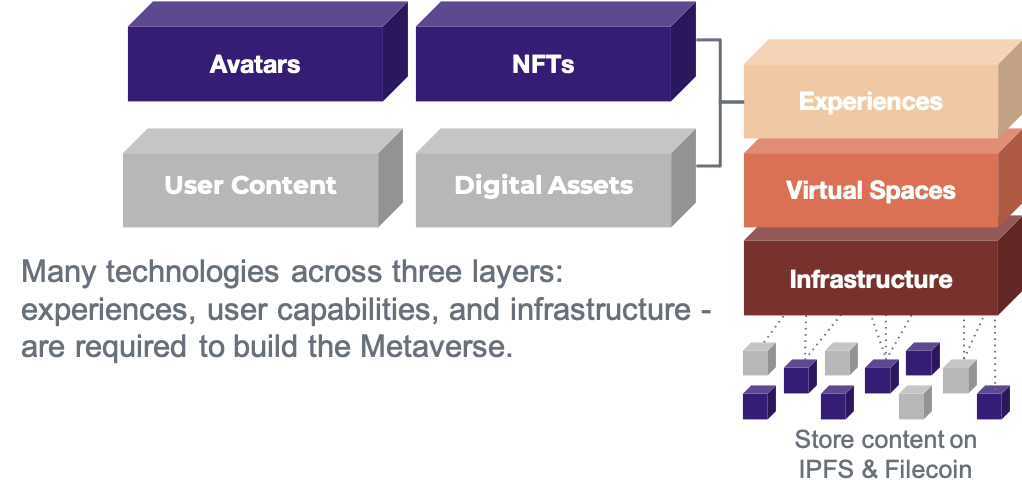 Avatars
NFTs
User Content
Digital Assets
Experiences
Virtual Spaces
Infrastructure
Many technologies across three layers:
experiences, user capabilities, and infrastructure -
are required to build the Metaverse.
Store content on
IPFS & Filecoin